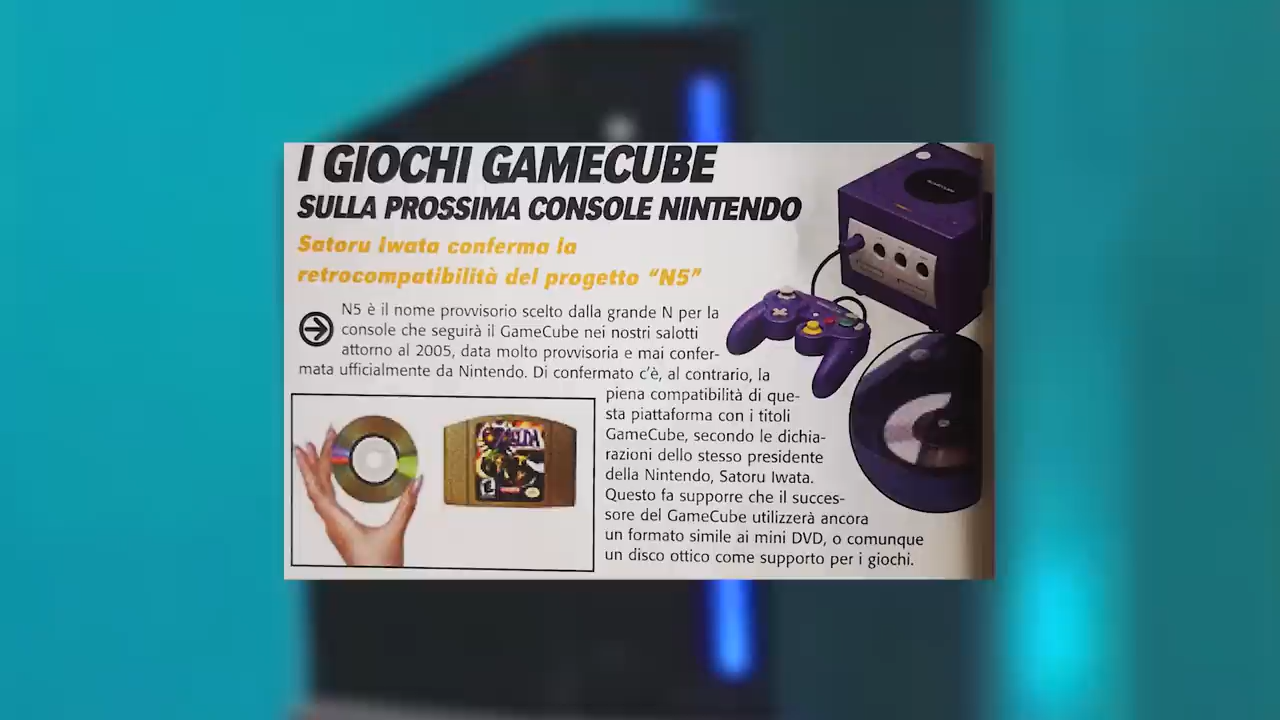 I GIOCHI GAMECUBE
SULLA PROSSIMA CONSOLE NINTENDO
Satoru Iwata conferma la
retrocompatibilità del progetto “N5”
N5 è il nome provvisorio scelto dalla grande N per la
console che seguirà il GameCube nei nostri salotti
attorno al 2005, data molto provvisoria e mai confer-
mata ufficialmente da Nintendo. Di confermato c'è, al contrario, la
piena compatibilità di que-
sta piattaforma con i titoli
GameCube, secondo le dichia-
razioni dello stesso presidente
della Nintendo, Satoru Iwata.
Questo fa supporre che il succes-
sore del GameCube utilizzerà ancora
un formato simile ai mini DVD, o comunque
un disco ottico come supporto per i giochi.
ZELDA